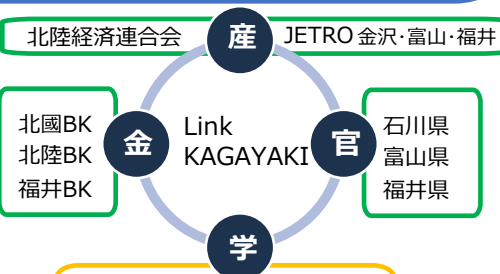 北陸経済連合会 産 JETRO 金沢・富山・福井
北國BK
北陸BK
福井BK
金
Link
KAGAYAKI
官
石川県
富山県
福井県
学